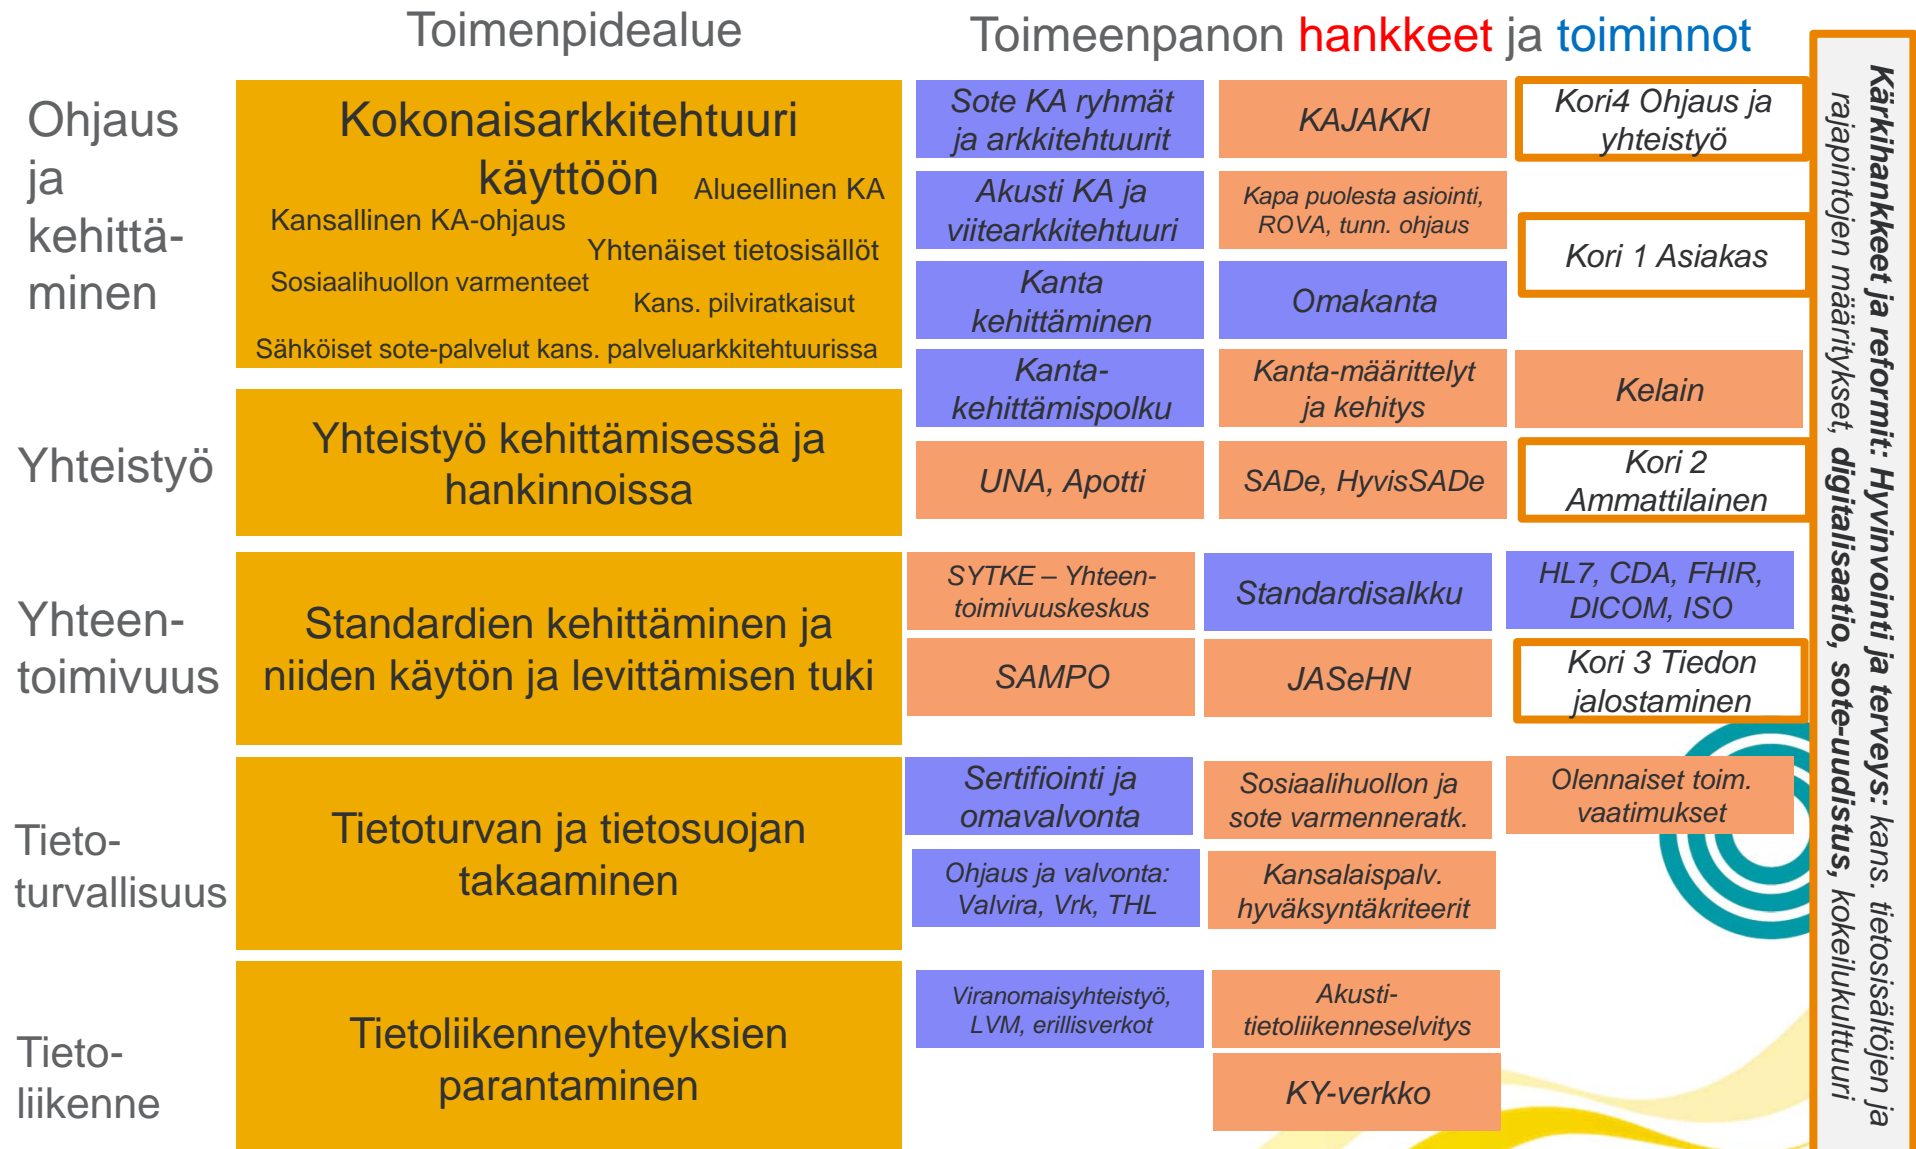 Toimenpidealue
Toimeenpanon hankkeet ja toiminnot
Ohjaus
ja
kehittä-
minen
Kokonaisarkkitehtuuri
käyttöön
Alueellinen KA
Kansallinen KA-ohjaus
Yhtenäiset tietosisällöt
Sosiaalihuollon varmenteet
Kans. pilviratkaisut
Sähköiset sote-palvelut kans. palveluarkkitehtuurissa
Sote KA ryhmät
ja arkkitehtuurit
KAJAKKI
Kori4 Ohjaus ja
yhteistyö
Akusti KA ja
viitearkkitehtuuri
Kapa puolesta asiointi,
ROVA, tunn. ohjaus
Kori 1 Asiakas
Kanta
kehittäminen
Omakanta
Kanta-
kehittämispolku
Kanta-määrittelyt
ja kehitys
Kelain
Yhteistyö
Yhteistyö kehittämisessä ja
hankinnoissa
UNA, Apotti
SADe, HyvisSADe
Kori 2
Ammattilainen
Yhteen-
toimivuus
Standardien kehittäminen ja
niiden käytön ja levittämisen tuki
SYTKE – Yhteen-
toimivuuskeskus
Standardisalkku
HL7, CDA, FHIR,
DICOM, ISO
SAMPO
JASeHN
Kori 3 Tiedon
jalostaminen
Tieto-
turvallisuus
Tietoturvan ja tietosuojan
takaaminen
Sertifiointi ja
omavalvonta
Sosiaalihuollon ja
sote varmenneratk.
Olennaiset toim.
vaatimukset
Ohjaus ja valvonta:
Valvira, Vrk, THL
Kansalaispalv.
hyväksyntäkriteerit
Tieto-
liikenne
Tietoliikenneyhteyksien
parantaminen
Viranomaisyhteistyö,
LVM, erillisverkot
Akusti-
tietoliikenneselvitys
KY-verkko
Kärkihankkeet ja reformit: Hyvinvointi ja terveys: kans. tietosisältöjen ja
rajapintojen määritykset, digitalisaatio, sote-uudistus, kokeilukulttuuri